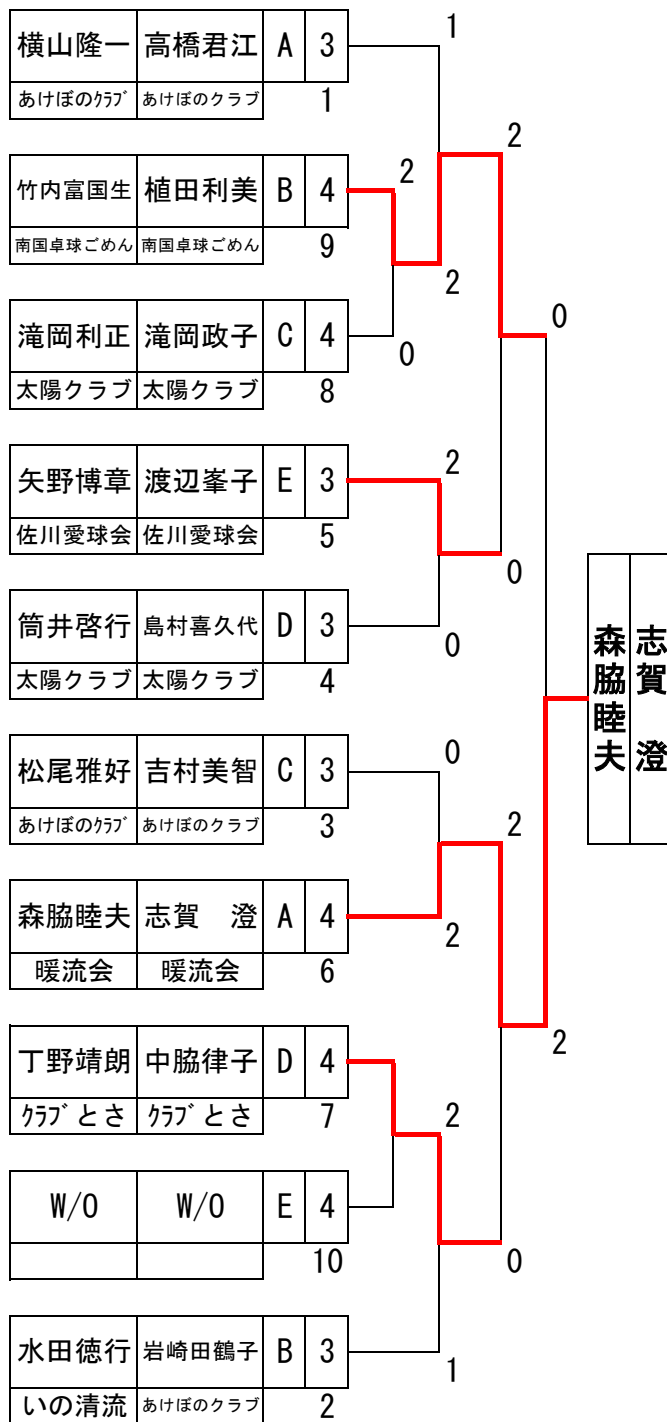 横山隆一 高橋君江 A 3
あけぼのｸﾗﾌﾞ あけぼのクラブ 1
1
竹内富国生 植田利美 B 4
南国卓球ごめん 南国卓球ごめん 9
2
2
2
滝岡利正 滝岡政子 C 4
太陽クラブ 太陽クラブ 8
0
0
矢野博章 渡辺峯子 E 3
佐川愛球会 佐川愛球会 5
2
0
筒井啓行 島村喜久代 D 3
太陽クラブ 太陽クラブ 4
0
森脇睦夫
志賀　澄
松尾雅好 吉村美智 C 3
あけぼのｸﾗﾌﾞ あけぼのクラブ 3
0
2
森脇睦夫 志賀　澄 A 4
暖流会 暖流会 6
2
2
丁野靖朗 中脇律子 D 4
ｸﾗﾌﾞとさ ｸﾗﾌﾞとさ 7
2
W/O W/O E 4
10
0
水田徳行 岩崎田鶴子 B 3
いの清流 あけぼのクラブ 2
1